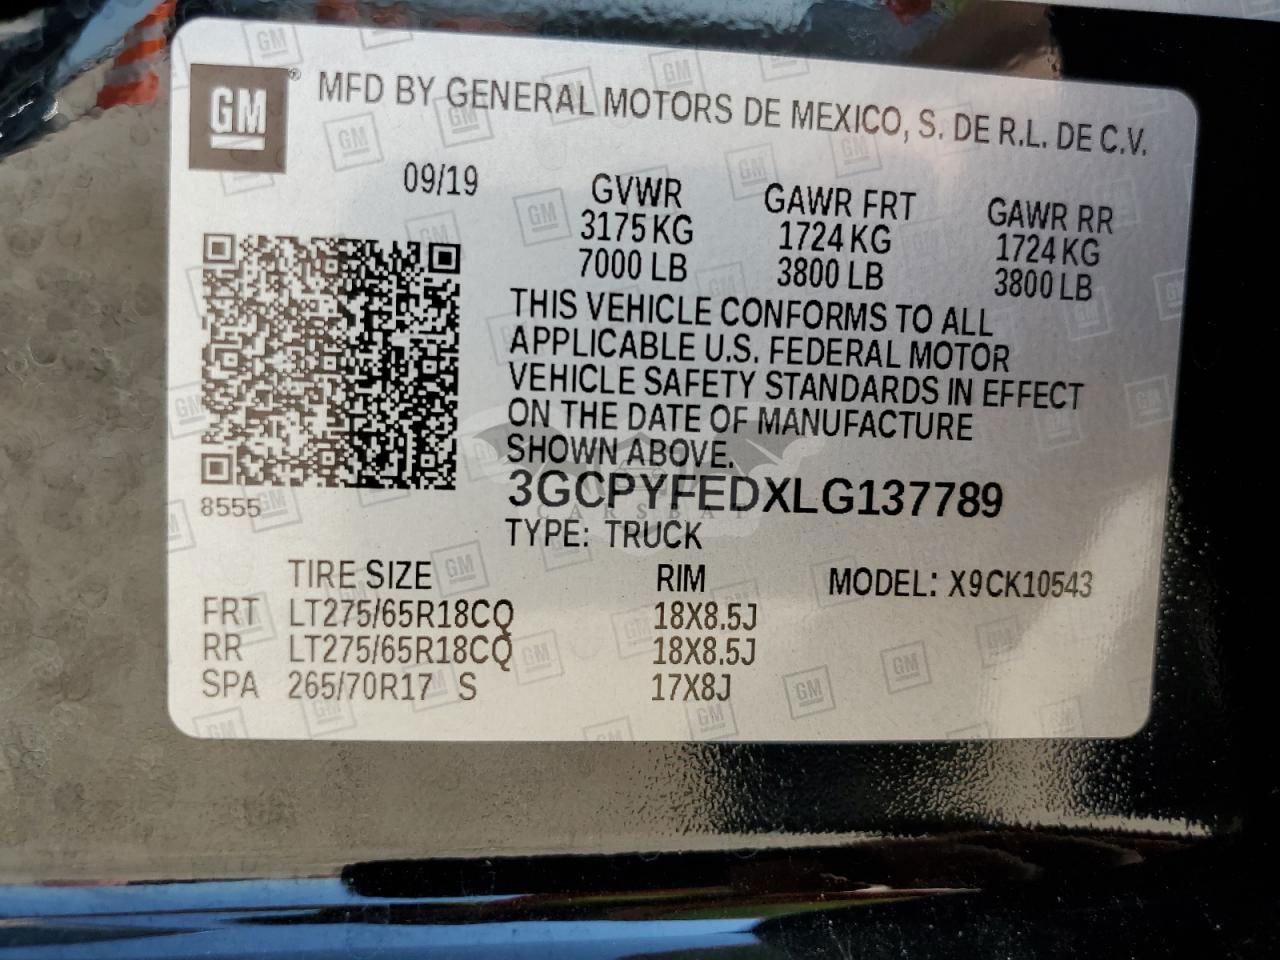 GM® MFD BY GENERAL MOTORS DE MEXICO, S. DE R.L. DE C.V.
09/19
GVWR GAWR FRT GAWR RR
3175 KG 1724 KG 1724 KG
7000 LB 3800 LB 3800 LB
THIS VEHICLE CONFORMS TO ALL
APPLICABLE U.S. FEDERAL MOTOR
VEHICLE SAFETY STANDARDS IN EFFECT
ON THE DATE OF MANUFACTURE
SHOWN ABOVE.
3GCPYFEDXLG137789
8555
TYPE: TRUCK
TIRE SIZE RIM MODEL: X9CK10543
FRT LT275/65R18CQ 18X8.5J
RR LT275/65R18CQ 18X8.5J
SPA 265/70R17 S 17X8J